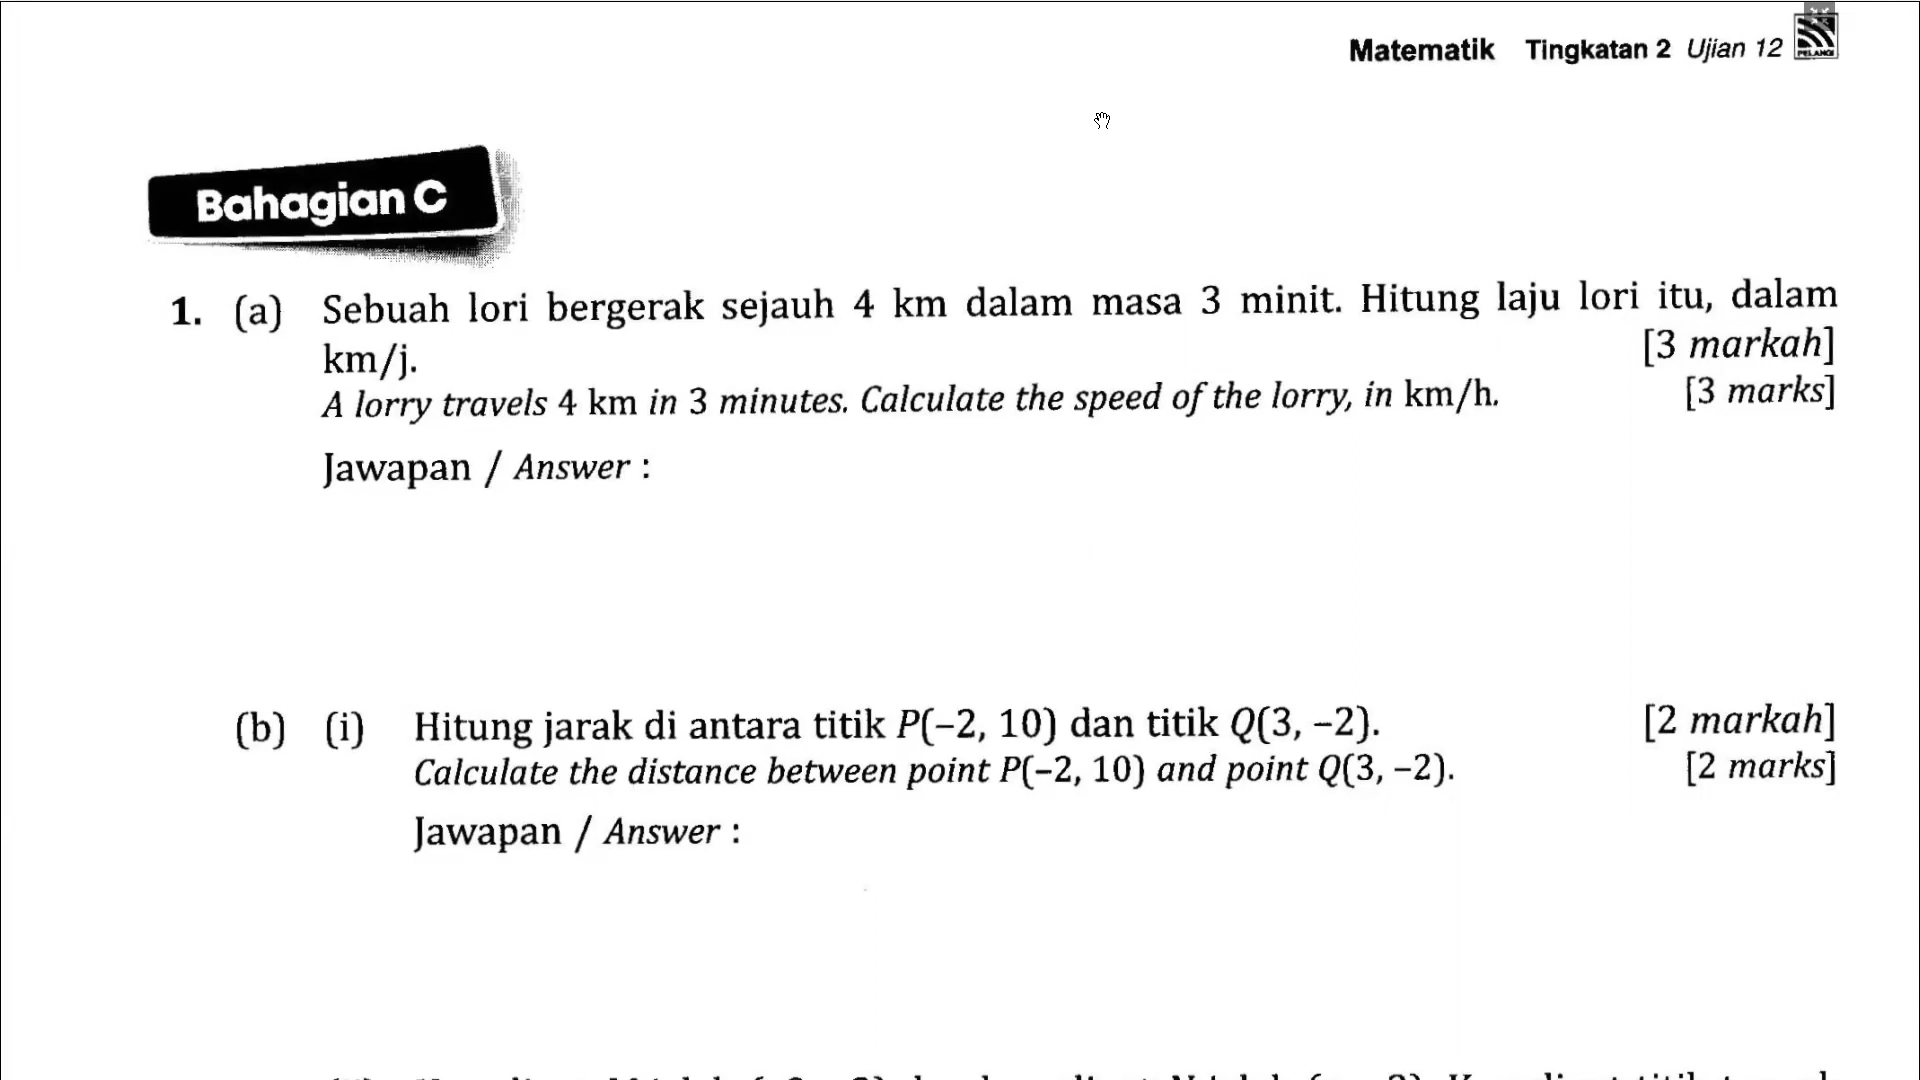 Matematik Tingkatan 2 Ujian 12
PELANGI
Bahagian C
1. (a) Sebuah lori bergerak sejauh 4 km dalam masa 3 minit. Hitung laju lori itu, dalam
km/j. [3 markah]
A lorry travels 4 km in 3 minutes. Calculate the speed of the lorry, in km/h. [3 marks]
Jawapan / Answer :
(b) (i) Hitung jarak di antara titik P(–2, 10) dan titik Q(3, –2). [2 markah]
Calculate the distance between point P(–2, 10) and point Q(3, –2). [2 marks]
Jawapan / Answer :